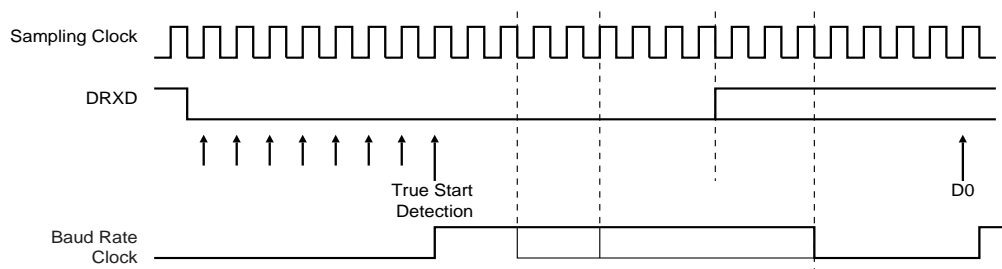 Sampling Clock
DRXD
True Start
Detection
D0
Baud Rate
Clock